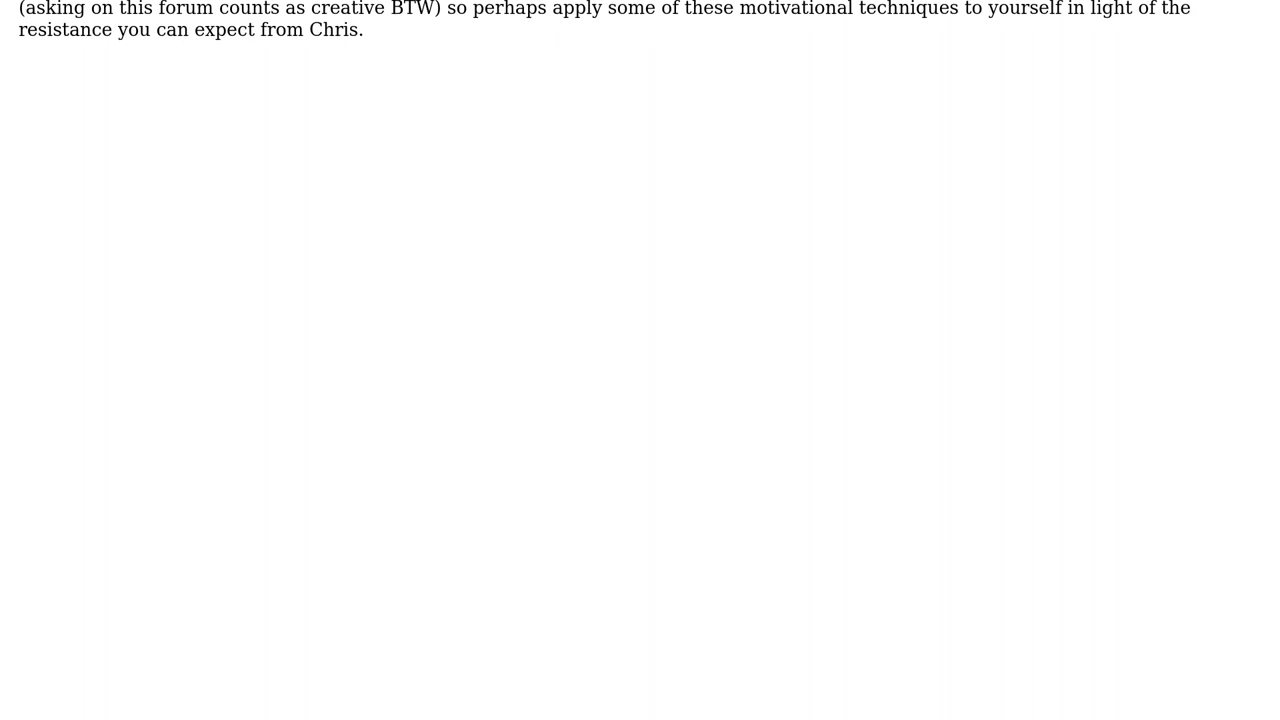 (asking on this forum counts as creative BTW) so perhaps apply some of these motivational techniques to yourself in light of the
resistance you can expect from Chris.